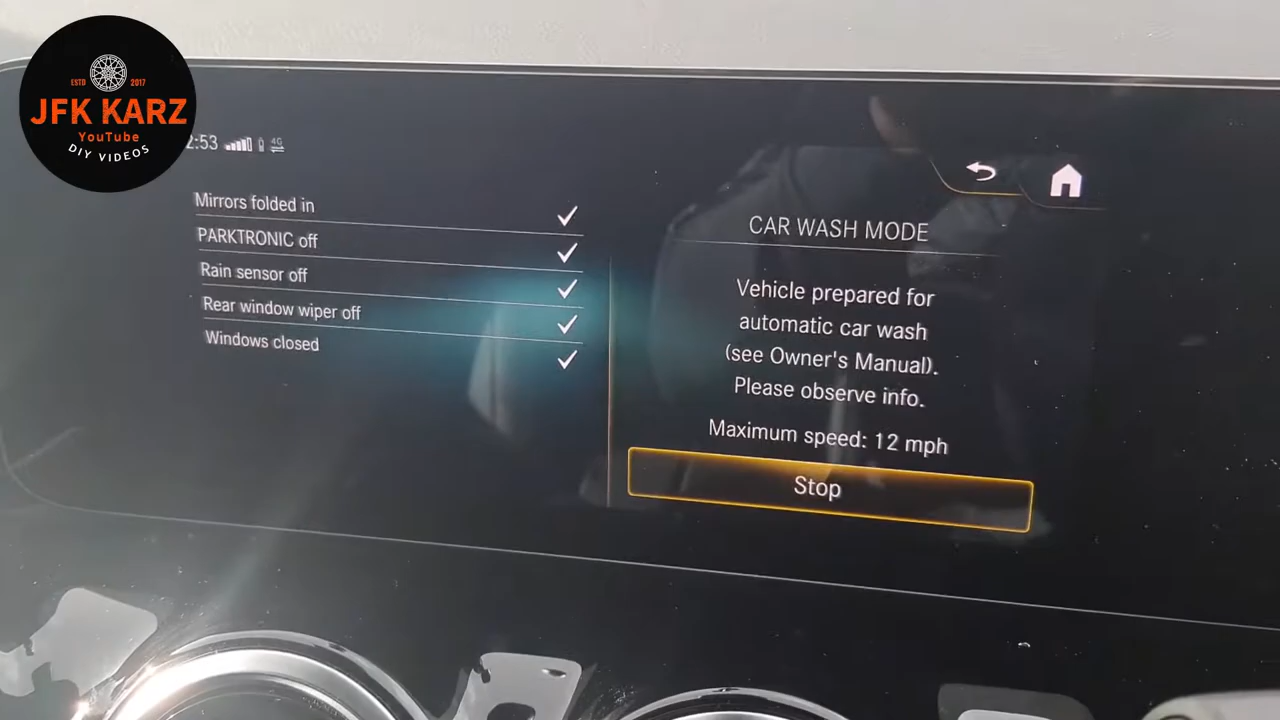 ESTD 2017
JFK KARZ
YouTube
DIY VIDEOS
2:53 4G
Mirrors folded in
PARKTRONIC off
Rain sensor off
Rear window wiper off
Windows closed
CAR WASH MODE
Vehicle prepared for
automatic car wash
(see Owner's Manual).
Please observe info.
Maximum speed: 12 mph
Stop